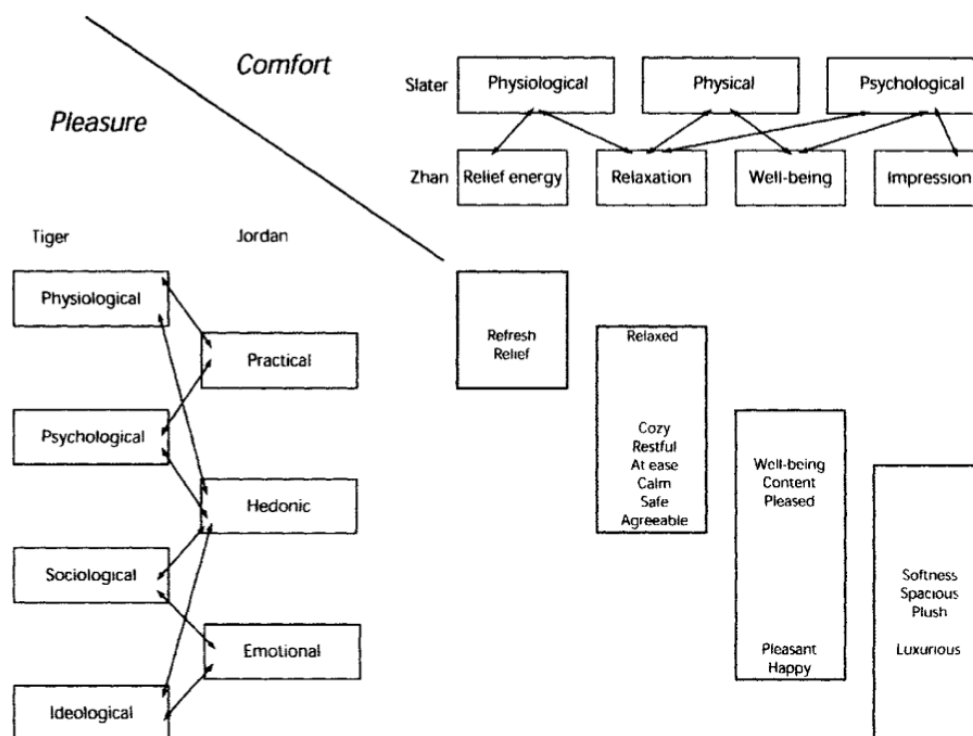 Comfort
Pleasure
Slater
Physiological
Physical
Psychological
Zhan
Relief energy
Relaxation
Well-being
Impression
Tiger
Jordan
Physiological
Practical
Psychological
Hedonic
Sociological
Emotional
Ideological
Refresh
Relief
Relaxed
Cozy
Restful
At ease
Calm
Safe
Agreeable
Well-being
Content
Pleased
Pleasant
Happy
Softness
Spacious
Plush
Luxurious